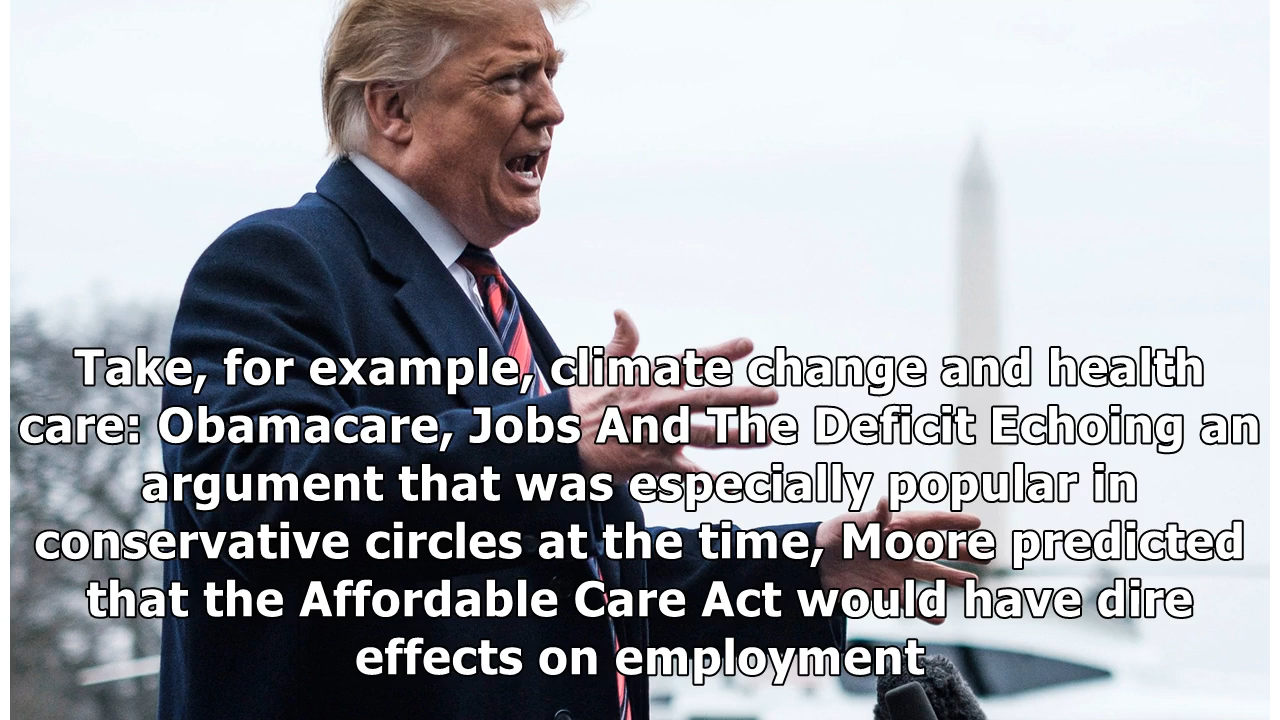 Take, for example, climate change and health
care: Obamacare, Jobs And The Deficit Echoing an
argument that was especially popular in
conservative circles at the time, Moore predicted
that the Affordable Care Act would have dire
effects on employment